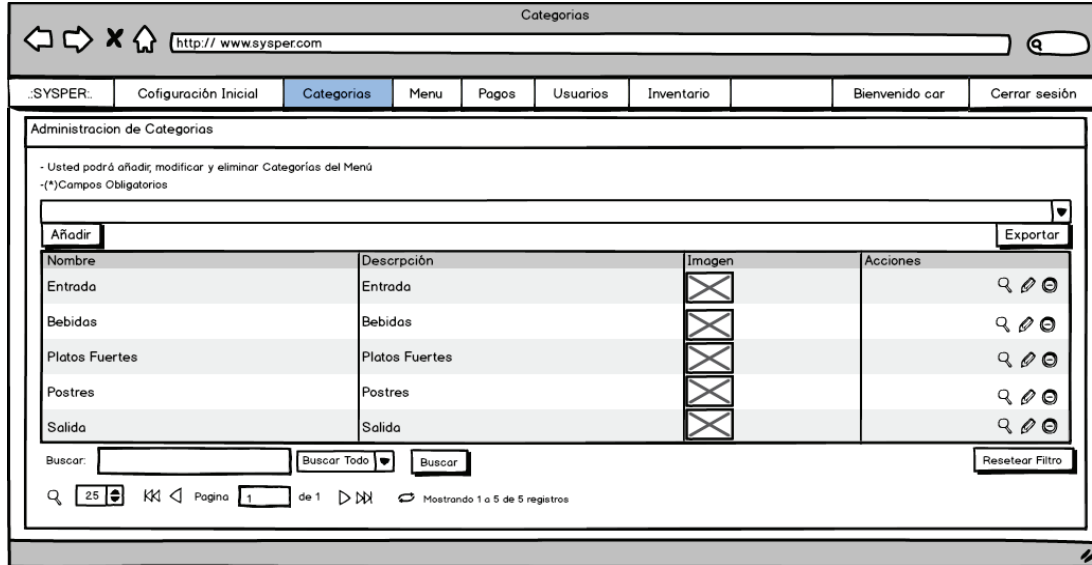 Categorias
http:// www.sysper.com
.:SYSPER:. Cofiguración Inicial Categorias Menu Pagos Usuarios Inventario Bienvenido car Cerrar sesión
Administracion de Categorias
- Usted podrá añadir, modificar y eliminar Categorías del Menú
-(*)Campos Obligatorios
Añadir Exportar
Nombre Descrpción Imagen Acciones
Entrada Entrada
Bebidas Bebidas
Platos Fuertes Platos Fuertes
Postres Postres
Salida Salida
Buscar: Buscar Todo Buscar Resetear Filtro
25 Pagina 1 de 1 Mostrando 1 a 5 de 5 registros